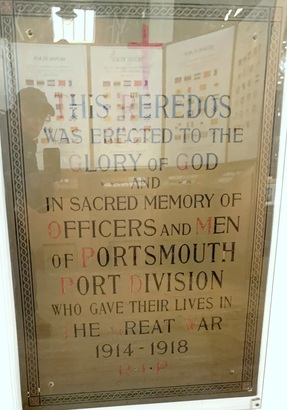 THIS REREDOS
WAS ERECTED TO THE
GLORY OF GOD
AND
IN SACRED MEMORY OF
OFFICERS AND MEN
OF PORTSMOUTH
PORT DIVISION
WHO GAVE THEIR LIVES IN
THE GREAT WAR
1914-1918